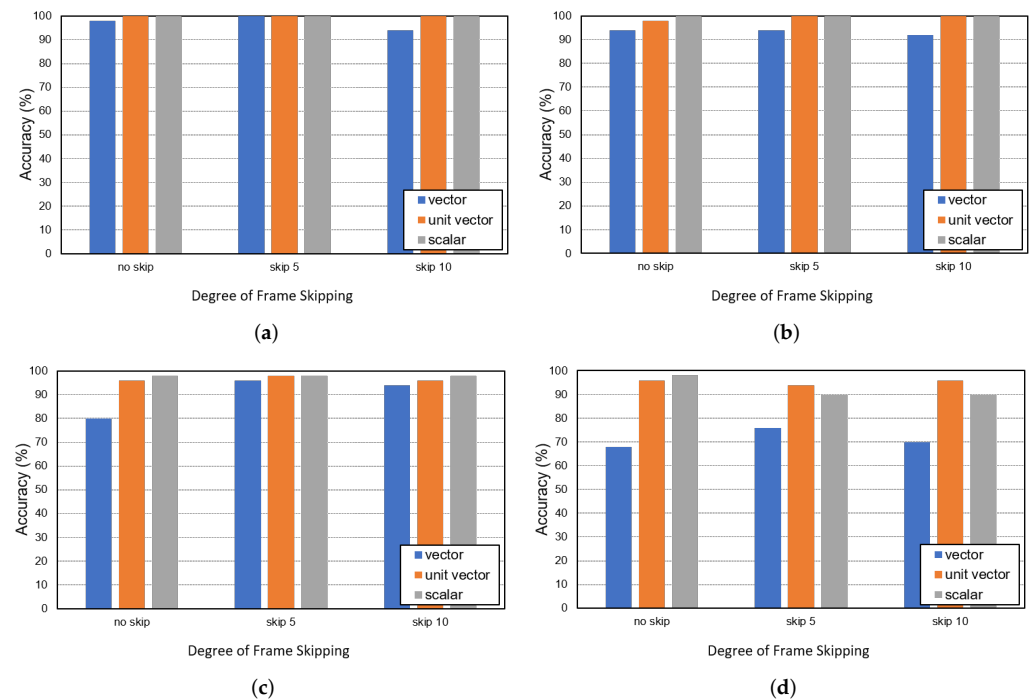 100
90
80
70
60
50
40
30
20
10
0
Accuracy (%)
vector
unit vector
scalar
no skip skip 5 skip 10
Degree of Frame Skipping
(a)
100
90
80
70
60
50
40
30
20
10
0
Accuracy (%)
vector
unit vector
scalar
no skip skip 5 skip 10
Degree of Frame Skipping
(b)
100
90
80
70
60
50
40
30
20
10
0
Accuracy (%)
vector
unit vector
scalar
no skip skip 5 skip 10
Degree of Frame Skipping
(c)
100
90
80
70
60
50
40
30
20
10
0
Accuracy (%)
vector
unit vector
scalar
no skip skip 5 skip 10
Degree of Frame Skipping
(d)